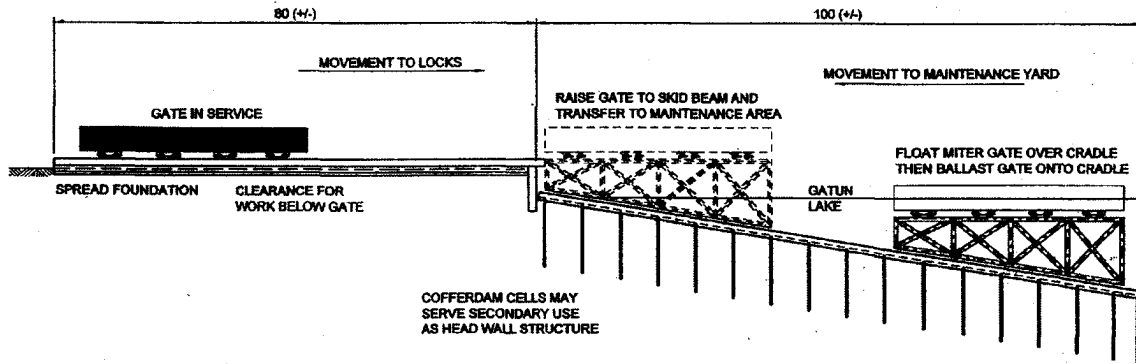 80 (+/-)
100 (+/-)
MOVEMENT TO LOCKS
MOVEMENT TO MAINTENANCE YARD
GATE IN SERVICE
RAISE GATE TO SKID BEAM AND
TRANSFER TO MAINTENANCE AREA
FLOAT MITER GATE OVER CRADLE
THEN BALLAST GATE ONTO CRADLE
SPREAD FOUNDATION
CLEARANCE FOR
WORK BELOW GATE
GATUN
LAKE
COFFERDAM CELLS MAY
SERVE SECONDARY USE
AS HEAD WALL STRUCTURE